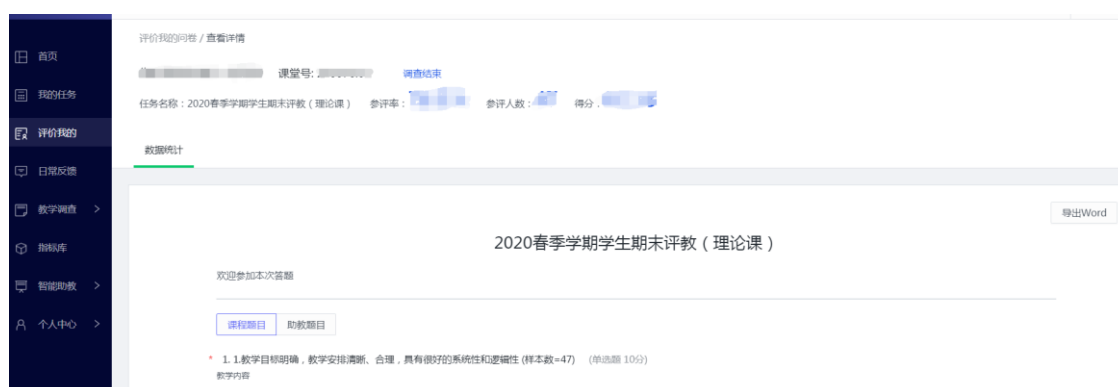 评价我的问卷 / 查看详情
首页
课堂号:
调查结束
我的任务
任务名称：2020春季学期学生期末评教（理论课）
参评率：
参评人数：
得分：
评价我的
数据统计
日常反馈
教学调查 >
导出Word
指标库
2020春季学期学生期末评教（理论课）
欢迎参加本次答题
智能助教 >
个人中心 >
课程题目
助教题目
* 1. 1.教学目标明确，教学安排清晰、合理，具有很好的系统性和逻辑性 (样本数=47) (单选题 10分)
教学内容